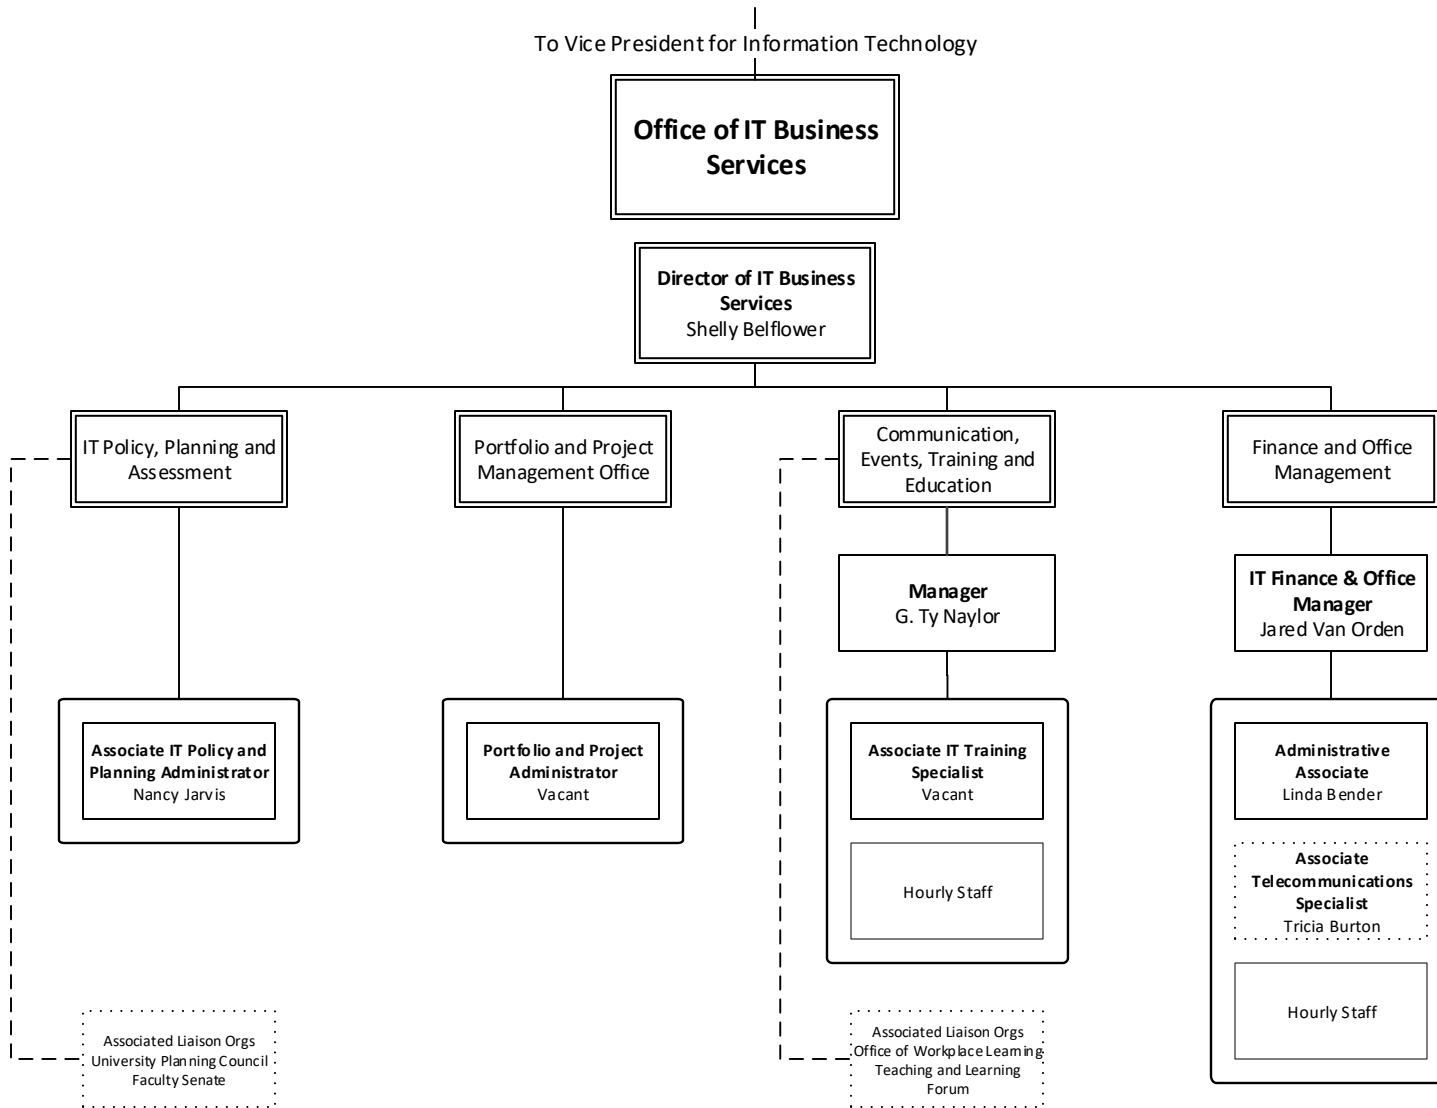 To Vice President for Information Technology
Office of IT Business
Services
Director of IT Business
Services
Shelly Belflower
IT Policy, Planning and
Assessment
Portfolio and Project
Management Office
Communication,
Events, Training and
Education
Finance and Office
Management
Manager
G. Ty Naylor
IT Finance & Office
Manager
Jared Van Orden
Associate IT Policy and
Planning Administrator
Nancy Jarvis
Portfolio and Project
Administrator
Vacant
Associate IT Training
Specialist
Vacant
Administrative
Associate
Linda Bender
Hourly Staff
Associate
Telecommunications
Specialist
Tricia Burton
Hourly Staff
Associated Liaison Orgs
University Planning Council
Faculty Senate
Associated Liaison Orgs
Office of Workplace Learning
Teaching and Learning
Forum